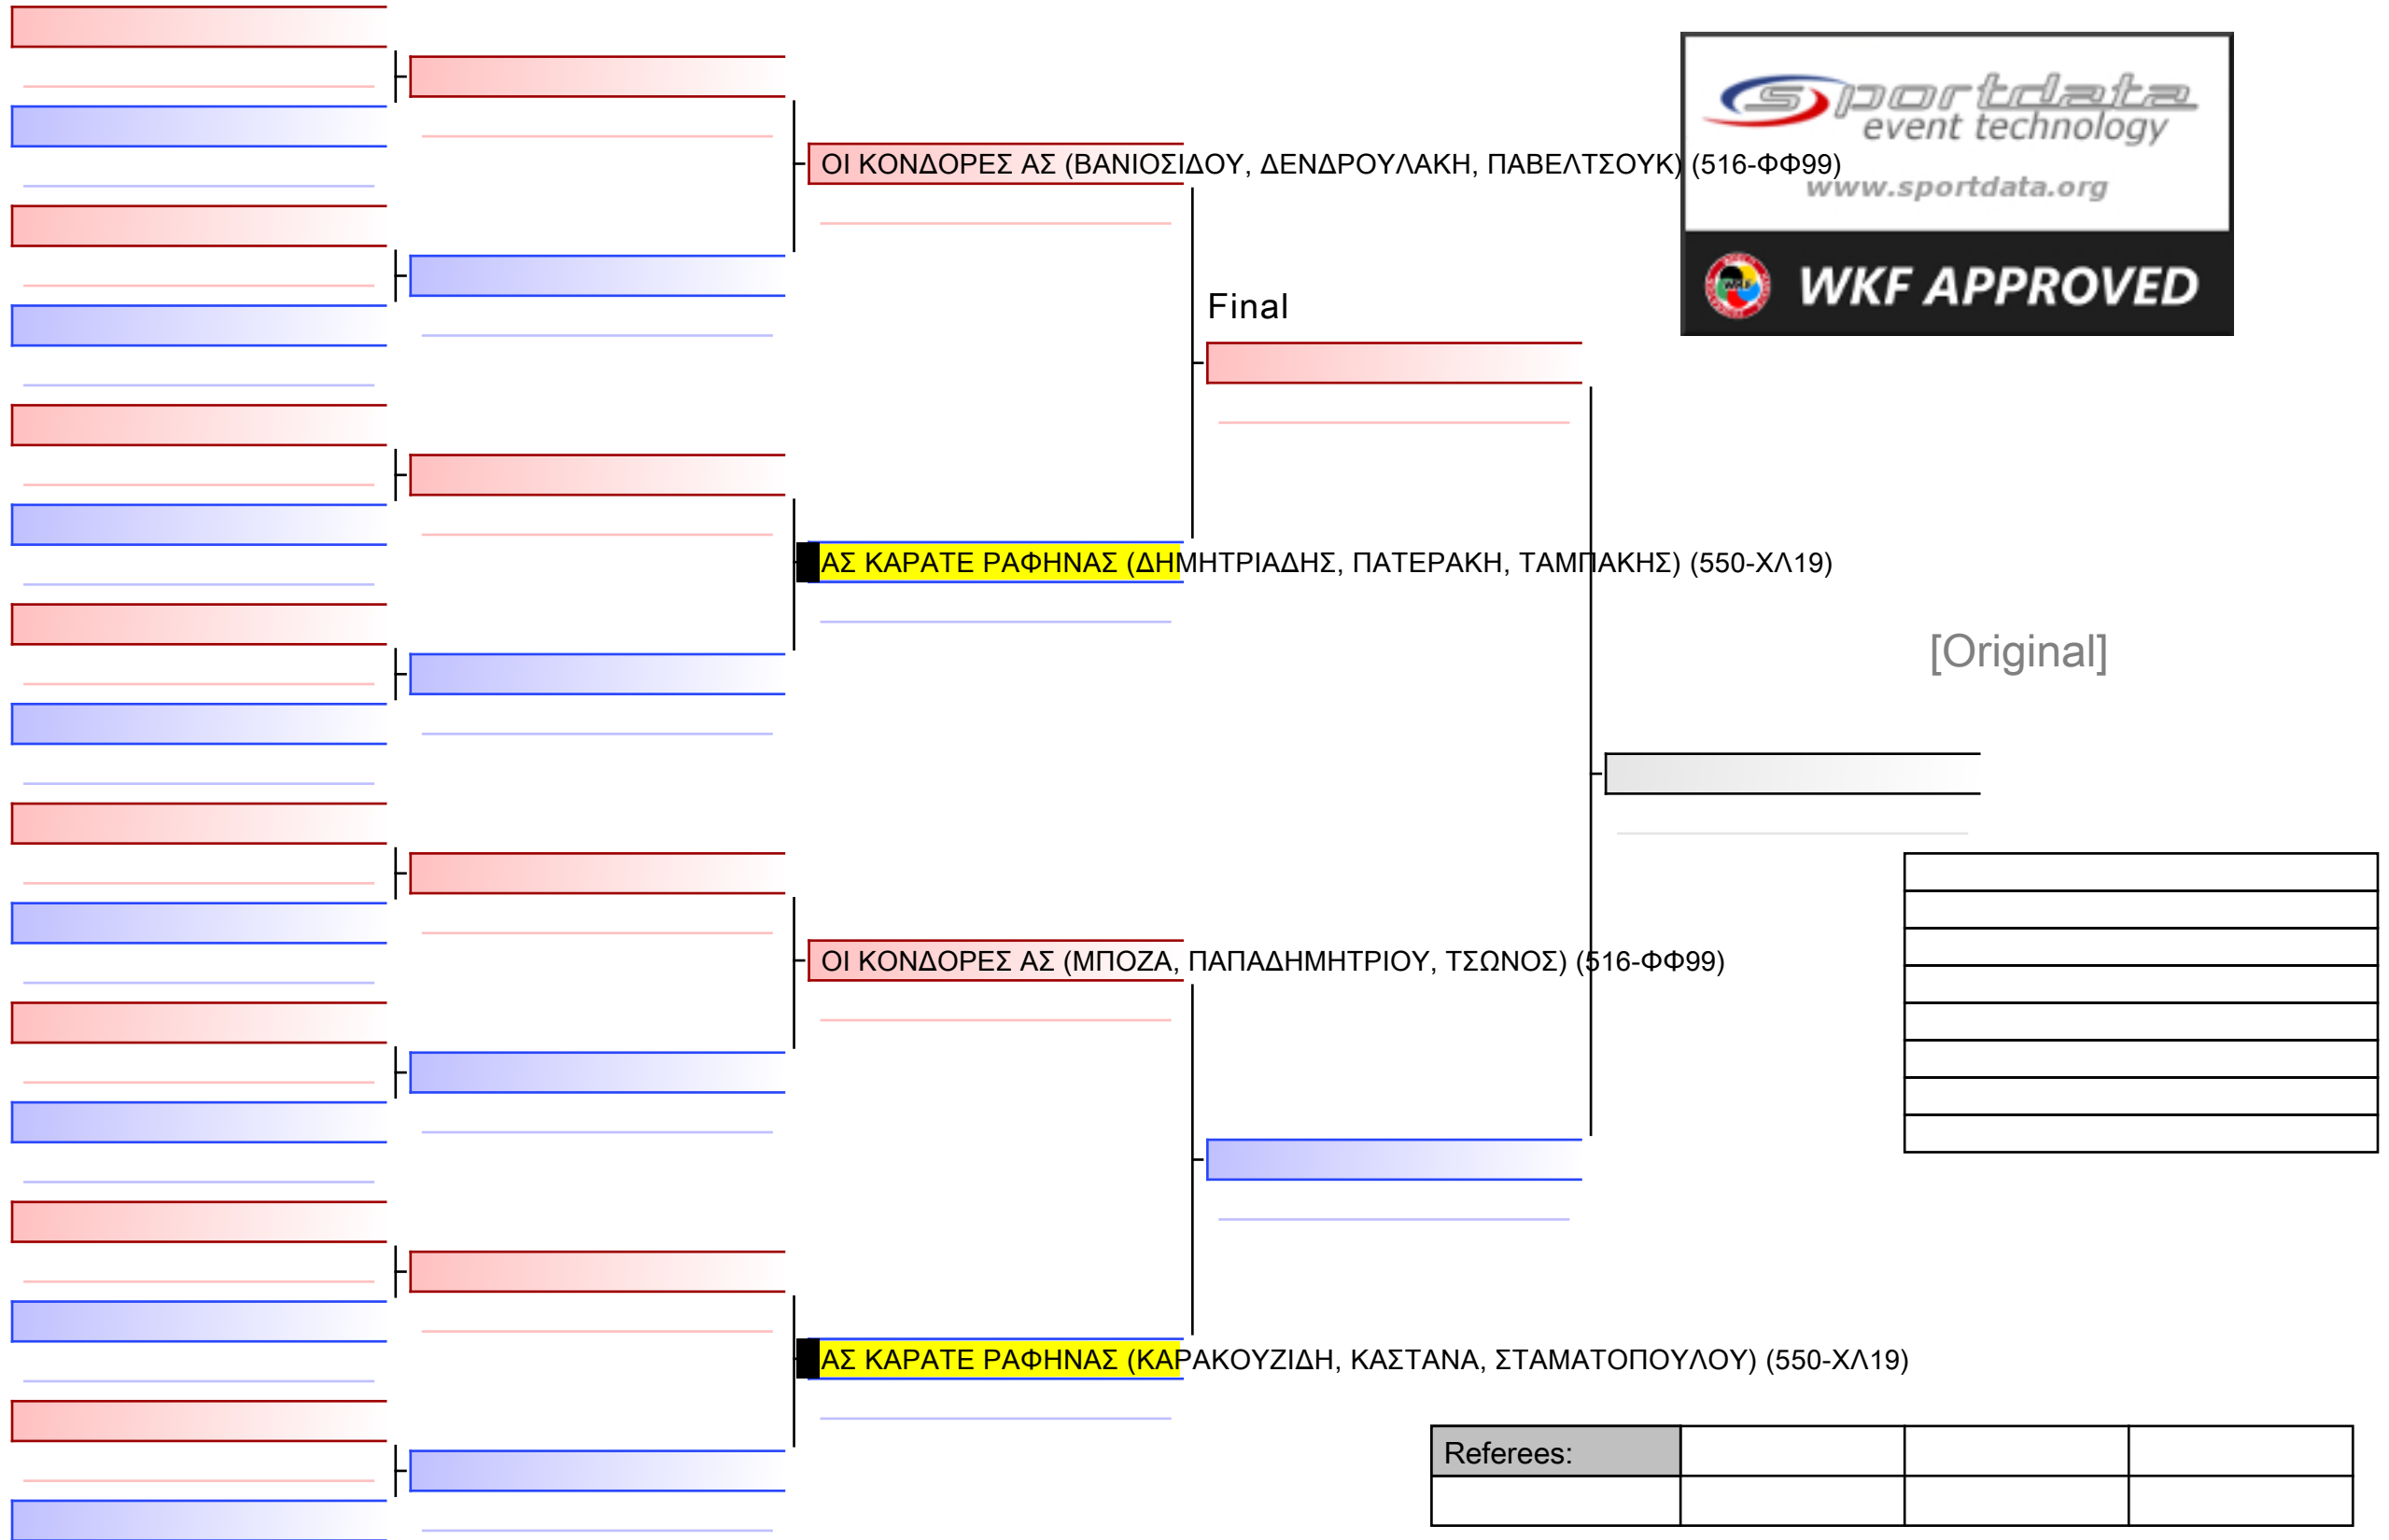 sportdata
event technology
ΟΙ ΚΟΝΔΟΡΕΣ ΑΣ (ΒΑΝΙΟΣΙΔΟΥ, ΔΕΝΔΡΟΥΛΑΚΗ, ΠΑΒΕΛΤΣΟΥΚ) (516-ΦΦ99)
www.sportdata.org
WKF APPROVED
Final
ΑΣ ΚΑΡΑΤΕ ΡΑΦΗΝΑΣ (ΔΗΜΗΤΡΙΑΔΗΣ, ΠΑΤΕΡΑΚΗ, ΤΑΜΠΑΚΗΣ) (550-ΧΛ19)
[Original]
ΟΙ ΚΟΝΔΟΡΕΣ ΑΣ (ΜΠΟΖΑ, ΠΑΠΑΔΗΜΗΤΡΙΟΥ, ΤΣΩΝΟΣ) (516-ΦΦ99)
ΑΣ ΚΑΡΑΤΕ ΡΑΦΗΝΑΣ (ΚΑΡΑΚΟΥΖΙΔΗ, ΚΑΣΤΑΝΑ, ΣΤΑΜΑΤΟΠΟΥΛΟΥ) (550-ΧΛ19)
Referees: